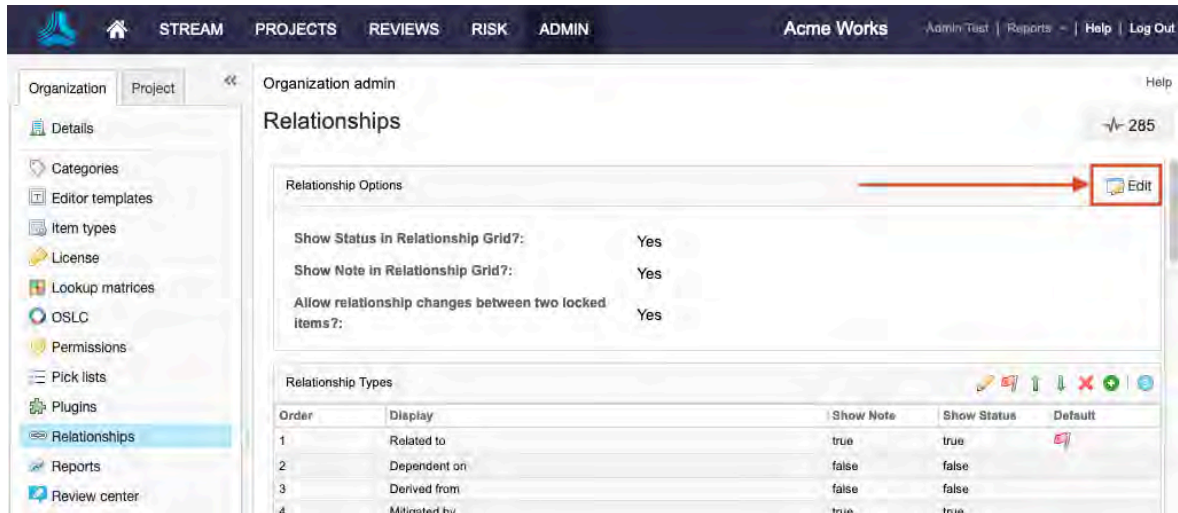 STREAM PROJECTS REVIEWS RISK ADMIN Acme Works Admin Test | Reports | Help | Log Out
Organization Project Organization admin Help
Details Relationships 285
Categories
Relationship Options Edit
Editor templates
Item types
Show Status in Relationship Grid?: Yes
License
Show Note in Relationship Grid?: Yes
Lookup matrices
Allow relationship changes between two locked
items?: Yes
OSLC
Permissions
Pick lists
Relationship Types
Plugins
Order Display Show Note Show Status Default
Relationships
1 Related to true true
Reports
2 Dependent on false false
3 Derived from false false
Review center
4 Mitigated by true true